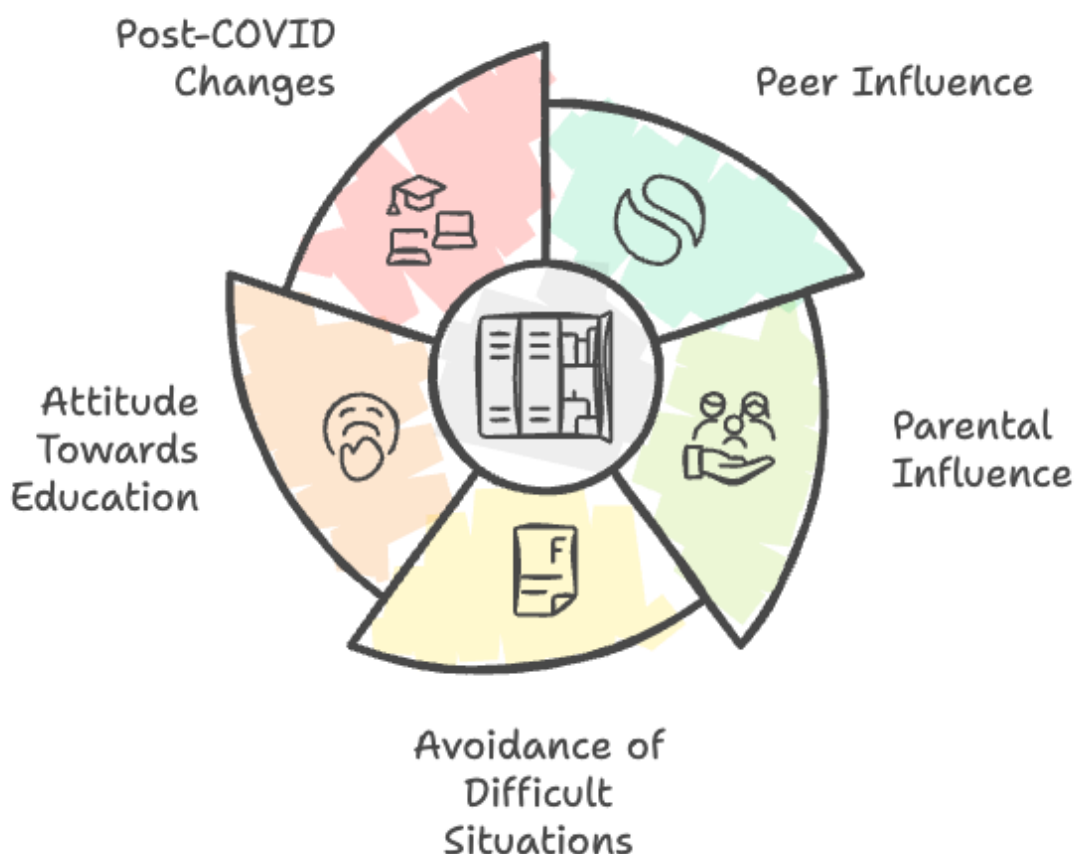 Post-COVID
Changes
Peer Influence
Attitude
Towards
Education
Parental
Influence
F
Avoidance of
Difficult
Situations